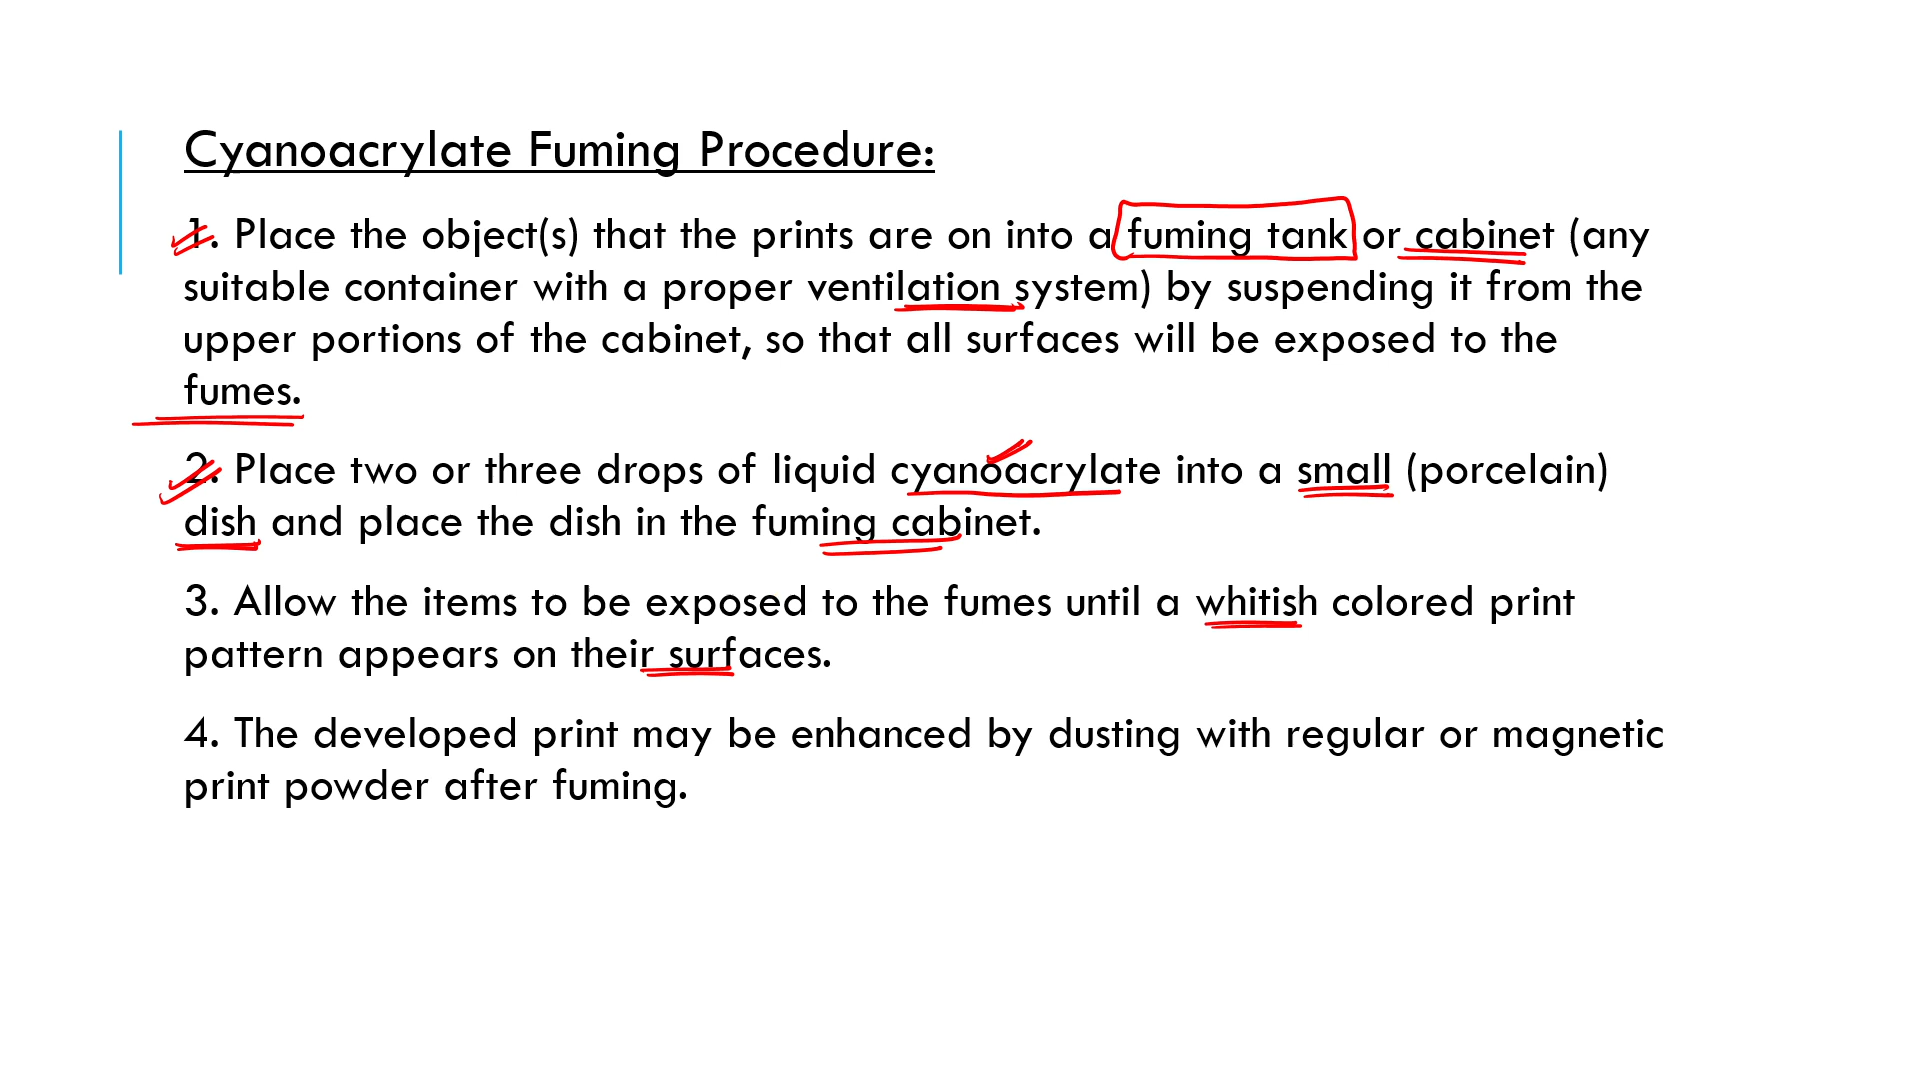 Cyanoacrylate Fuming Procedure:
1. Place the object(s) that the prints are on into a fuming tank or cabinet (any
suitable container with a proper ventilation system) by suspending it from the
upper portions of the cabinet, so that all surfaces will be exposed to the
fumes.
2. Place two or three drops of liquid cyanoacrylate into a small (porcelain)
dish and place the dish in the fuming cabinet.
3. Allow the items to be exposed to the fumes until a whitish colored print
pattern appears on their surfaces.
4. The developed print may be enhanced by dusting with regular or magnetic
print powder after fuming.